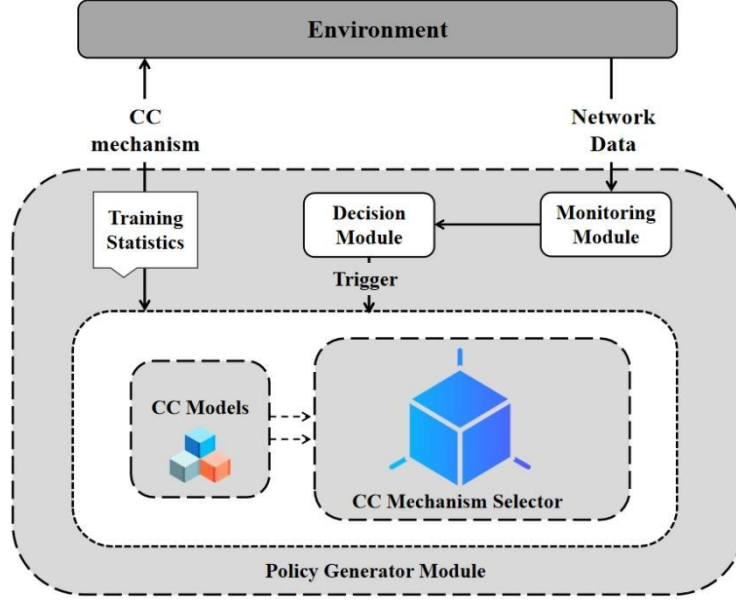 Environment
CC
mechanism
Network
Data
Training
Statistics
Decision
Module
Monitoring
Module
Trigger
CC Models
CC Mechanism Selector
Policy Generator Module